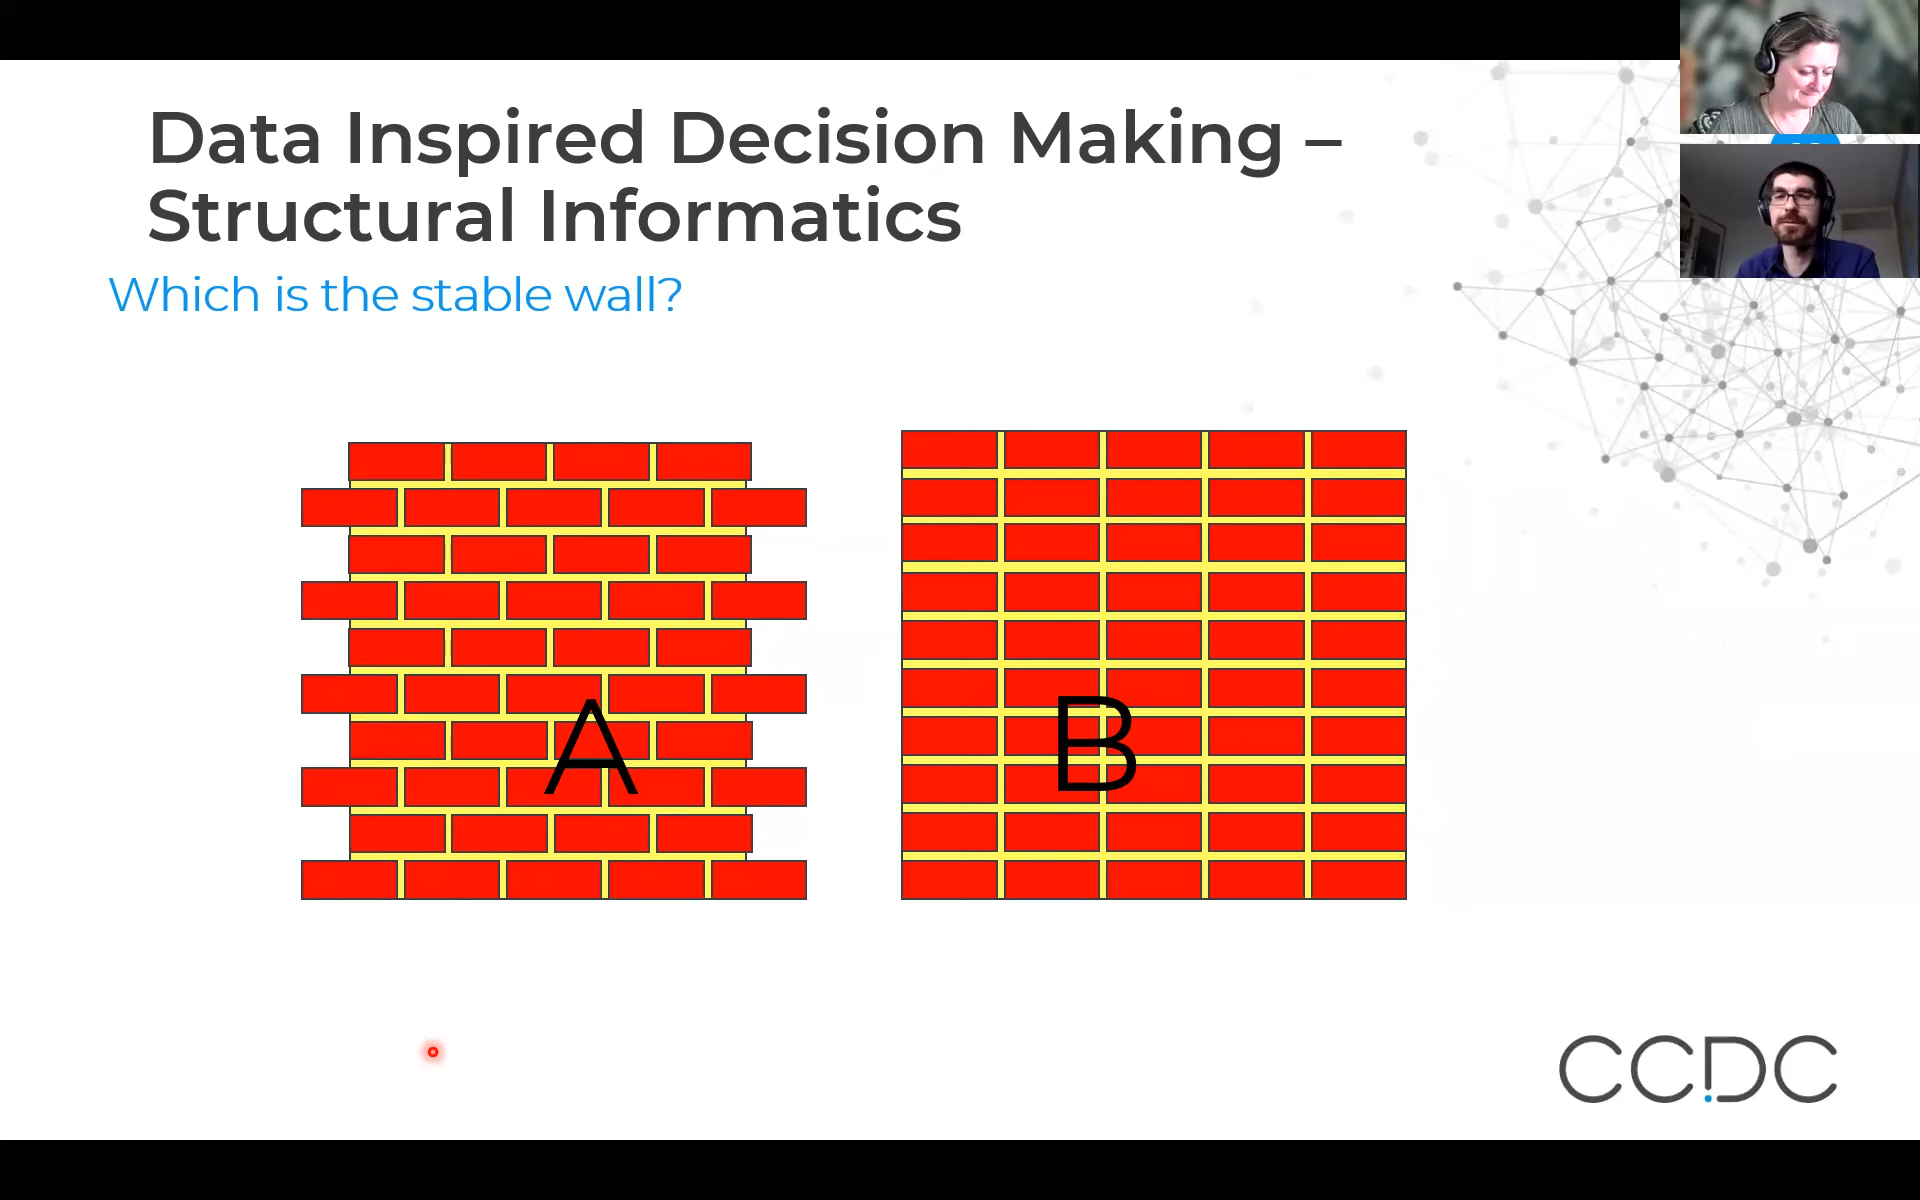 Data Inspired Decision Making –
Structural Informatics
Which is the stable wall?
A
B
CCDC